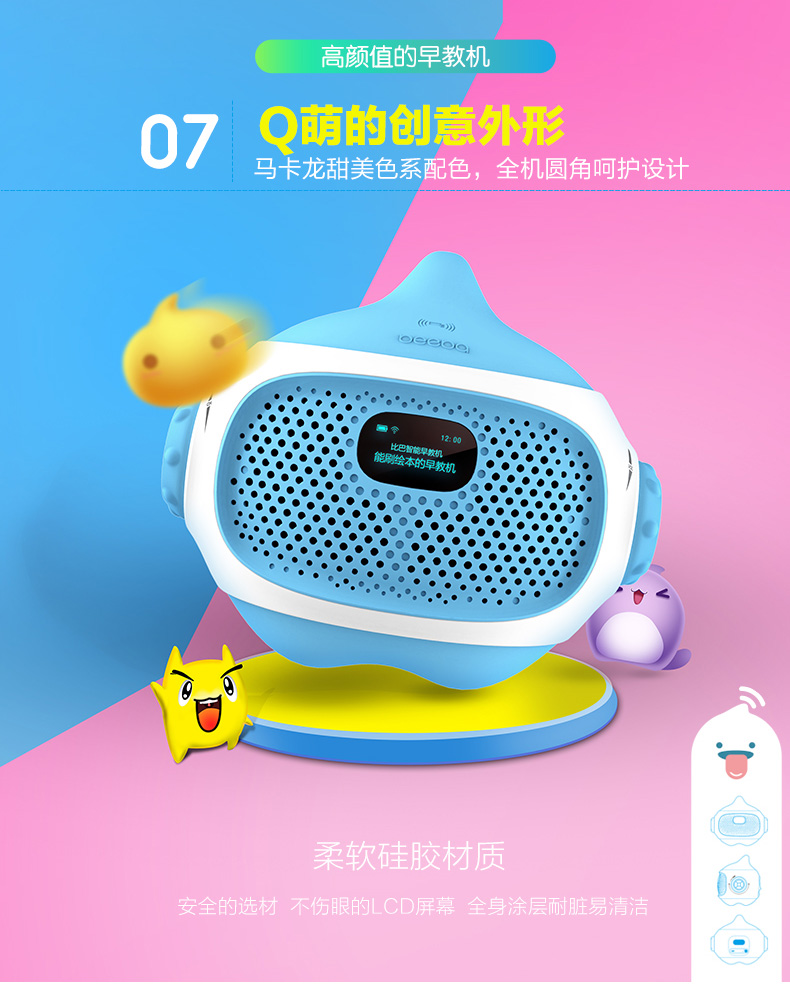 高颜值的早教机
07
Q萌的创意外形
马卡龙甜美色系配色，全机圆角呵护设计
beeba
12:00
比巴智能早教机
能刷绘本的早教机
柔软硅胶材质
安全的选材 不伤眼的LCD屏幕 全身涂层耐脏易清洁